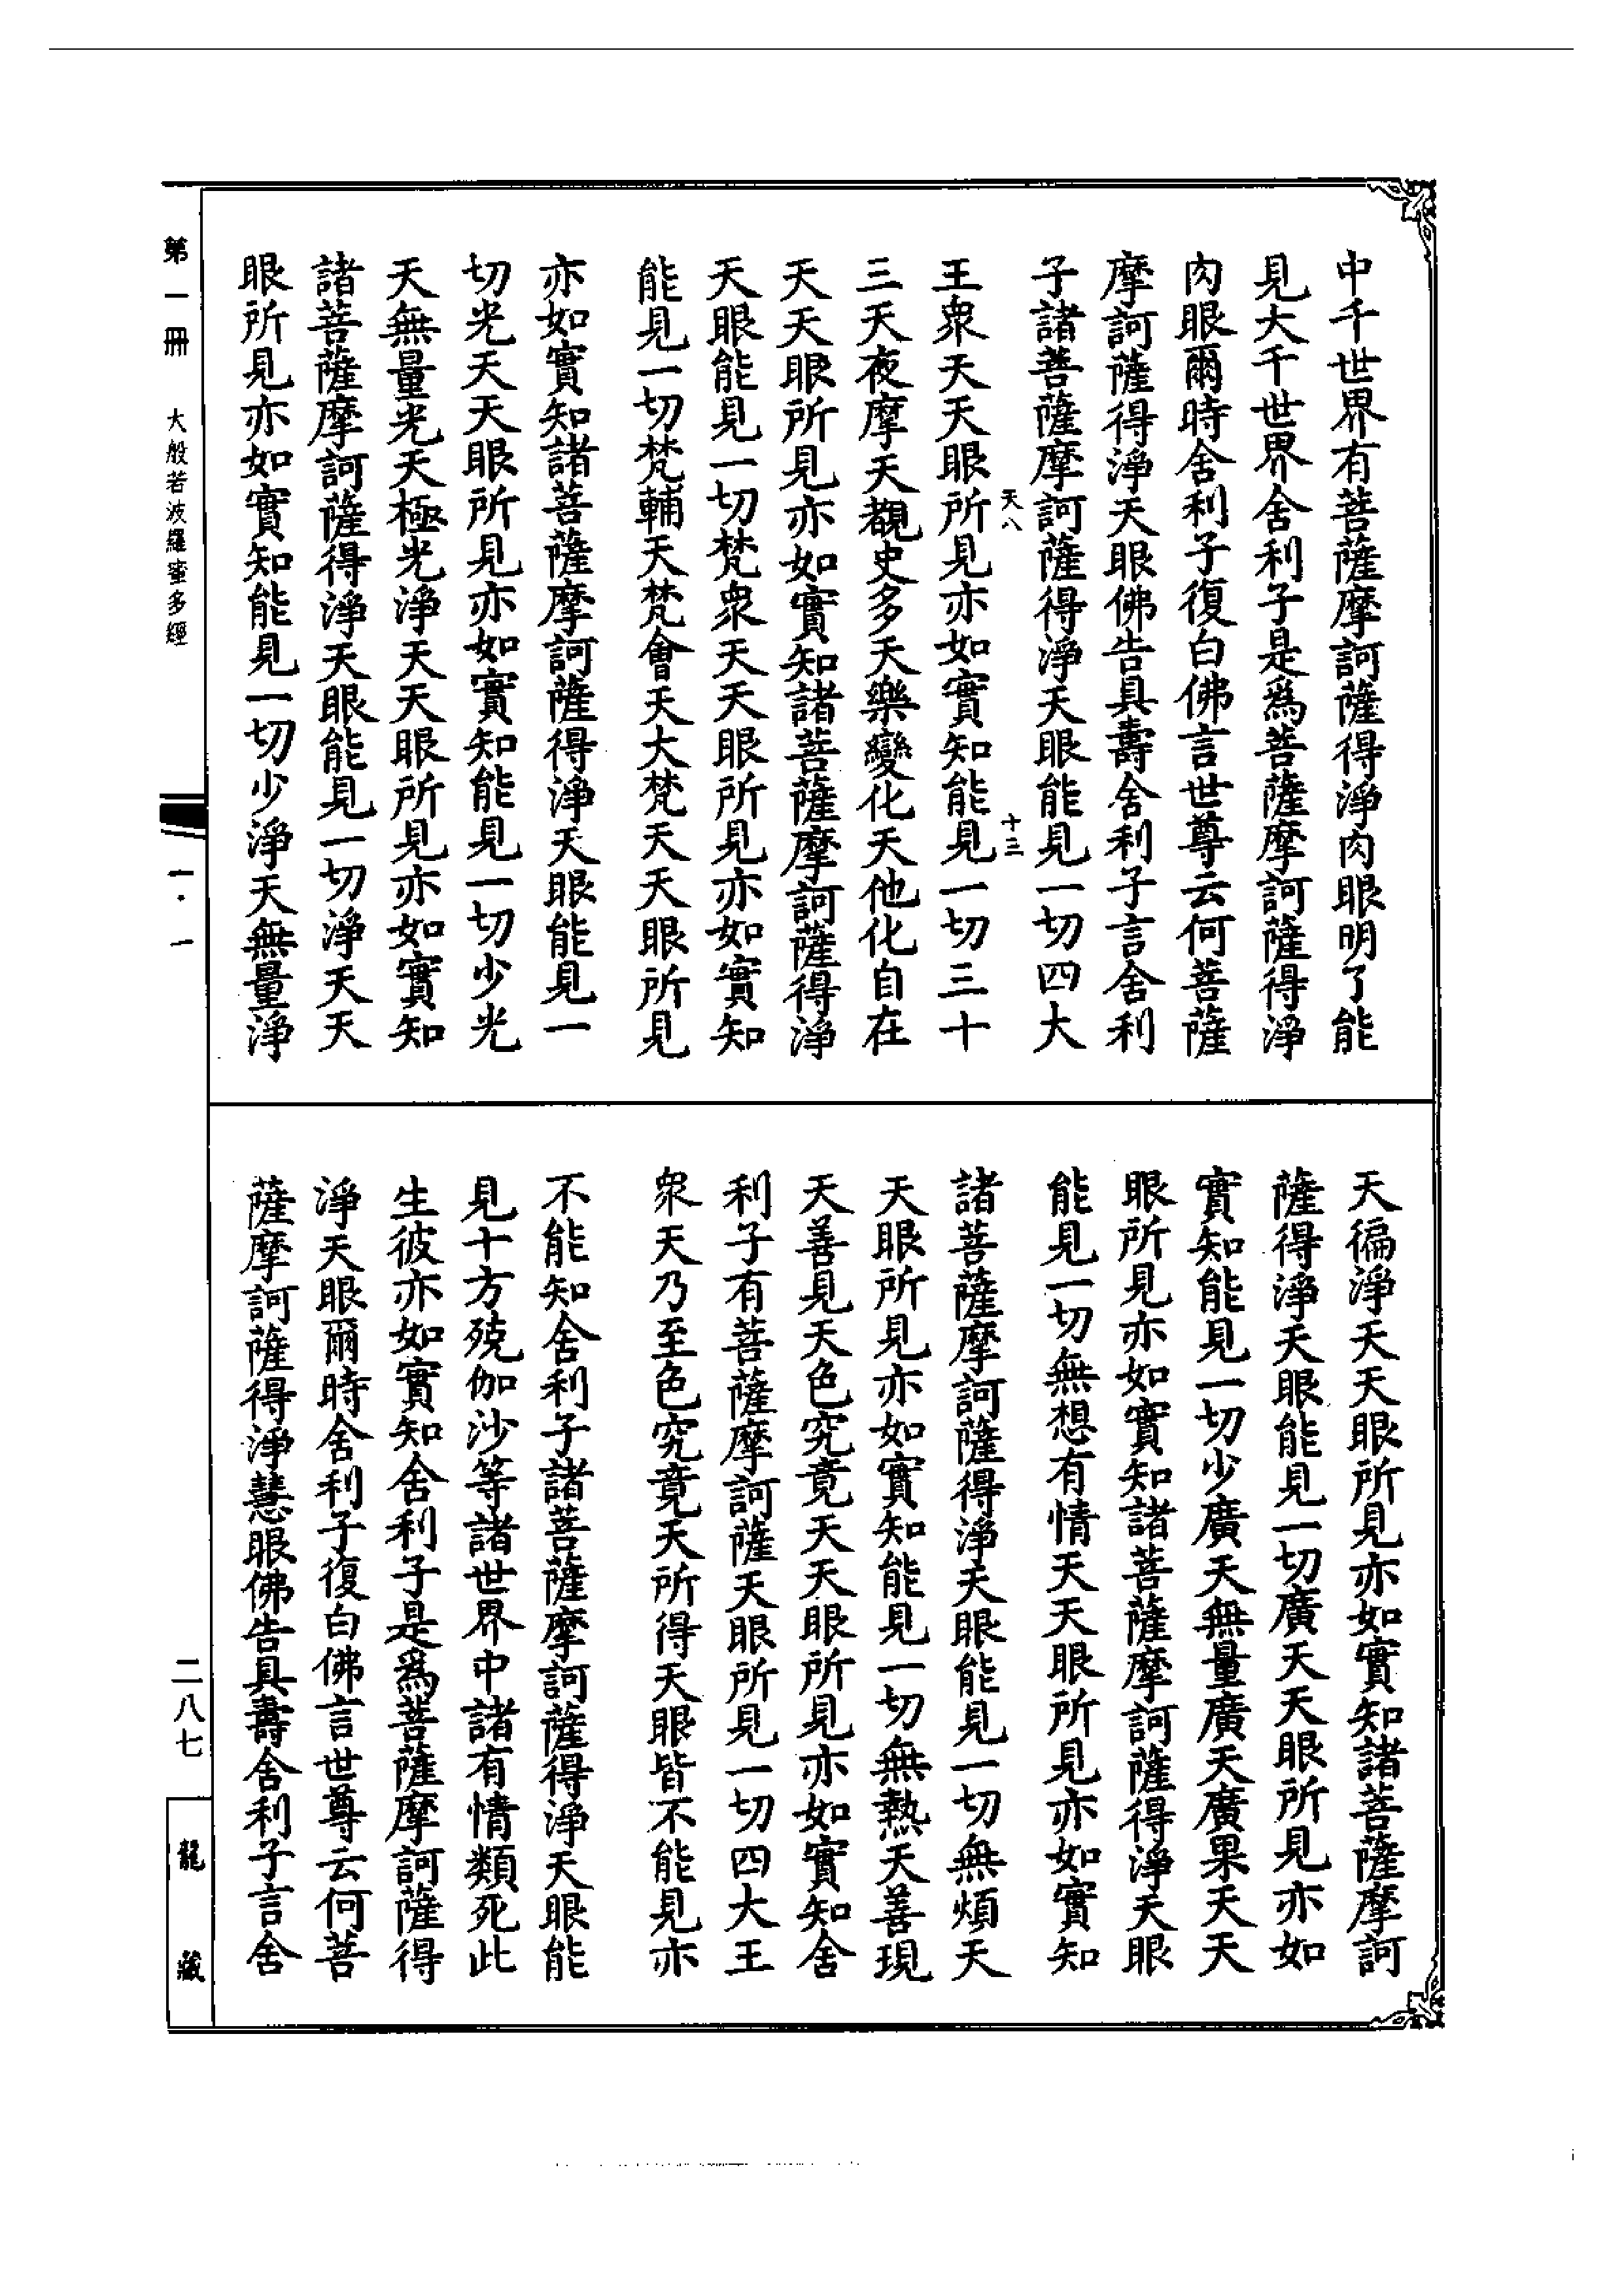 中千世界有菩薩摩訶薩得淨肉眼明了能
見大千世界舍利子是爲菩薩摩訶薩得淨
肉眼爾時舍利子復白佛言世尊云何菩薩
摩訶薩得淨天眼佛告具壽舍利子言舍利
子諸菩薩摩訶薩得淨天眼能見一切四大
天八 十三
王衆天天眼所見亦如實知能見一切三十
三天夜摩天覩史多天樂變化天他化自在
天天眼所見亦如實知諸菩薩摩訶薩得淨
天眼能見一切梵衆天天眼所見亦如實知
能見一切梵輔天梵會天大梵天天眼所見
亦如實知諸菩薩摩訶薩得淨天眼能見一
切光天天眼所見亦如實知能見一切少光
天無量光天極光淨天天眼所見亦如實知
諸菩薩摩訶薩得淨天眼能見一切淨天天
眼所見亦如實知能見一切少淨天無量淨
天徧淨天天眼所見亦如實知諸菩薩摩訶
薩得淨天眼能見一切廣天天眼所見亦如
實知能見一切少廣天無量廣天廣果天天
眼所見亦如實知諸菩薩摩訶薩得淨天眼
能見一切無想有情天天眼所見亦如實知
諸菩薩摩訶薩得淨天眼能見一切無煩天
天眼所見亦如實知能見一切無熱天善現
天善見天色究竟天天眼所見亦如實知舍
利子有菩薩摩訶薩天眼所見一切四大王
衆天乃至色究竟天所得天眼皆不能見亦
不能知舍利子諸菩薩摩訶薩得淨天眼能
見十方殑伽沙等諸世界中諸有情類死此
生彼亦如實知舍利子是爲菩薩摩訶薩得
淨天眼爾時舍利子復白佛言世尊云何菩
薩摩訶薩得淨慧眼佛告具壽舍利子言舍
第一冊 大般若波羅蜜多經 一·一
二八七 龍藏